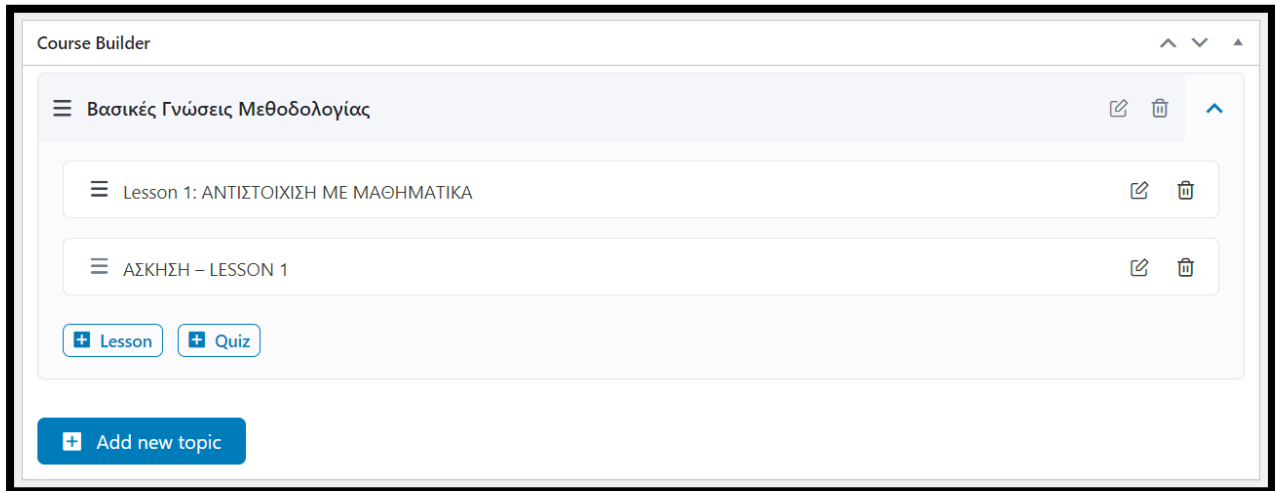 Course Builder
Βασικές Γνώσεις Μεθοδολογίας
Lesson 1: ΑΝΤΙΣΤΟΙΧΙΣΗ ΜΕ ΜΑΘΗΜΑΤΙΚΑ
ΑΣΚΗΣΗ – LESSON 1
Lesson Quiz
Add new topic